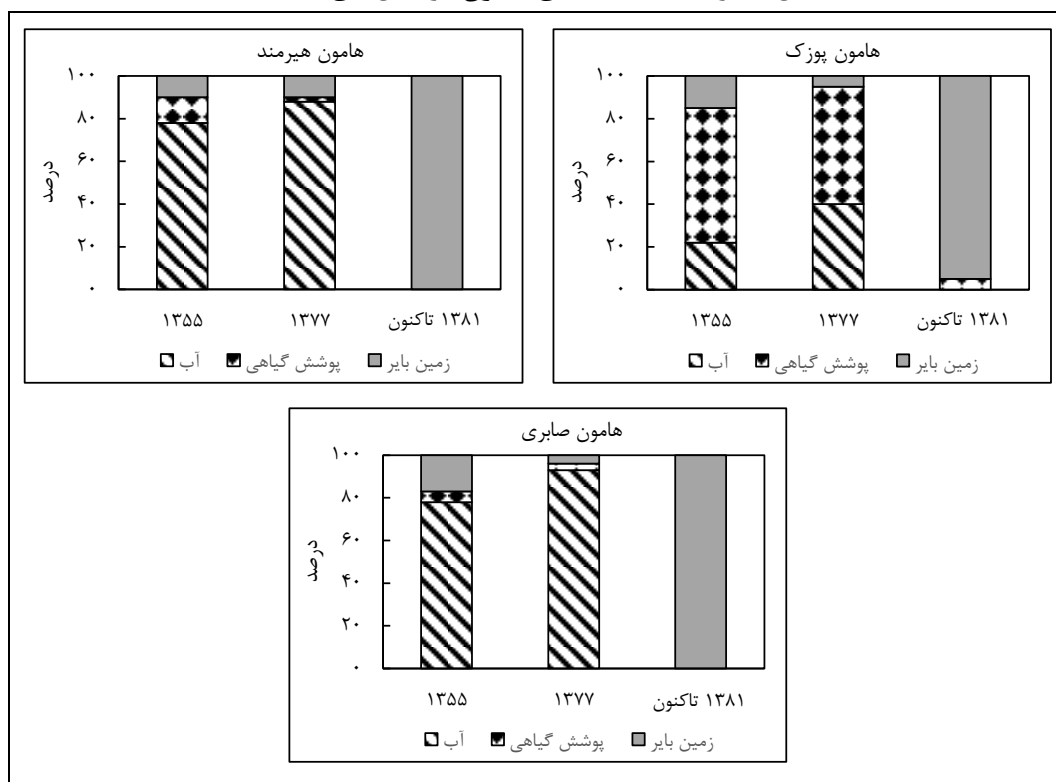 هامون پوزک
۱۰۰
۸۰
۶۰
۴۰
۲۰
۰
درصد
۱۳۵۵ ۱۳۷۷ ۱۳۸۱ تاکنون
آب پوشش گیاهی زمین بایر
هامون هیرمند
۱۰۰
۸۰
۶۰
۴۰
۲۰
۰
درصد
۱۳۵۵ ۱۳۷۷ ۱۳۸۱ تاکنون
آب پوشش گیاهی زمین بایر
هامون صابری
۱۰۰
۸۰
۶۰
۴۰
۲۰
۰
درصد
۱۳۵۵ ۱۳۷۷ ۱۳۸۱ تاکنون
آب پوشش گیاهی زمین بایر